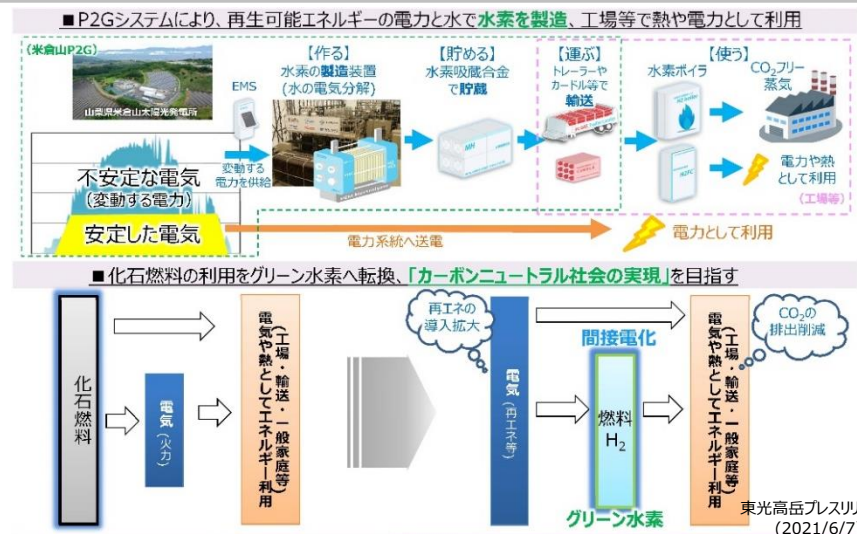 ■P2Gシステムにより、再生可能エネルギーの電力と水で水素を製造、工場等で熱や電力として利用
(米倉山P2G)
山梨県米倉山太陽光発電所
EMS
変動する
電力を供給
不安定な電気
(変動する電力)
安定した電気
【作る】
水素の製造装置
(水の電気分解)
【貯める】
水素吸蔵合金
で貯蔵
MH
【運ぶ】
トレーラーや
カードル等で
輸送
【使う】
水素ボイラ
CO₂フリー
蒸気
電力や熱
として利用
(工場等)
電力系統へ送電
電力として利用
■化石燃料の利用をグリーン水素へ転換、「カーボンニュートラル社会の実現」を目指す
化石燃料
電気
(火力)
電気や熱としてエネルギー利用
(工場・輸送・一般家庭等)
再エネの
導入拡大
電気
(再エネ等)
間接電化
燃料
H₂
グリーン水素
電気や熱としてエネルギー利用
(工場・輸送・一般家庭等)
CO₂の
排出削減
東光高岳プレスリリ
(2021/6/7)